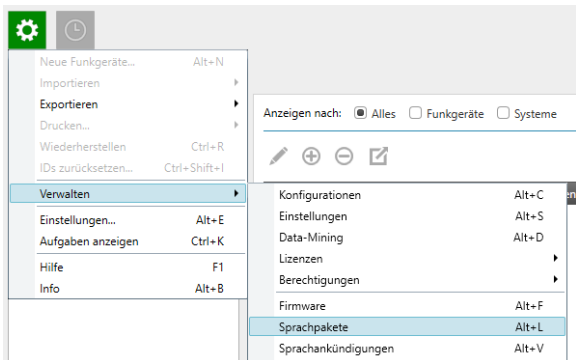 Neue Funkgeräte... Alt+N
Importieren
Exportieren
Drucken...
Wiederherstellen Ctrl+R
IDs zurücksetzen... Ctrl+Shift+I
Verwalten
Einstellungen... Alt+E
Aufgaben anzeigen Ctrl+K
Hilfe F1
Info Alt+B
Anzeigen nach: Alles Funkgeräte Systeme
Konfigurationen Alt+C
Einstellungen Alt+S
Data-Mining Alt+D
Lizenzen
Berechtigungen
Firmware Alt+F
Sprachpakete Alt+L
Sprachankündigungen Alt+V